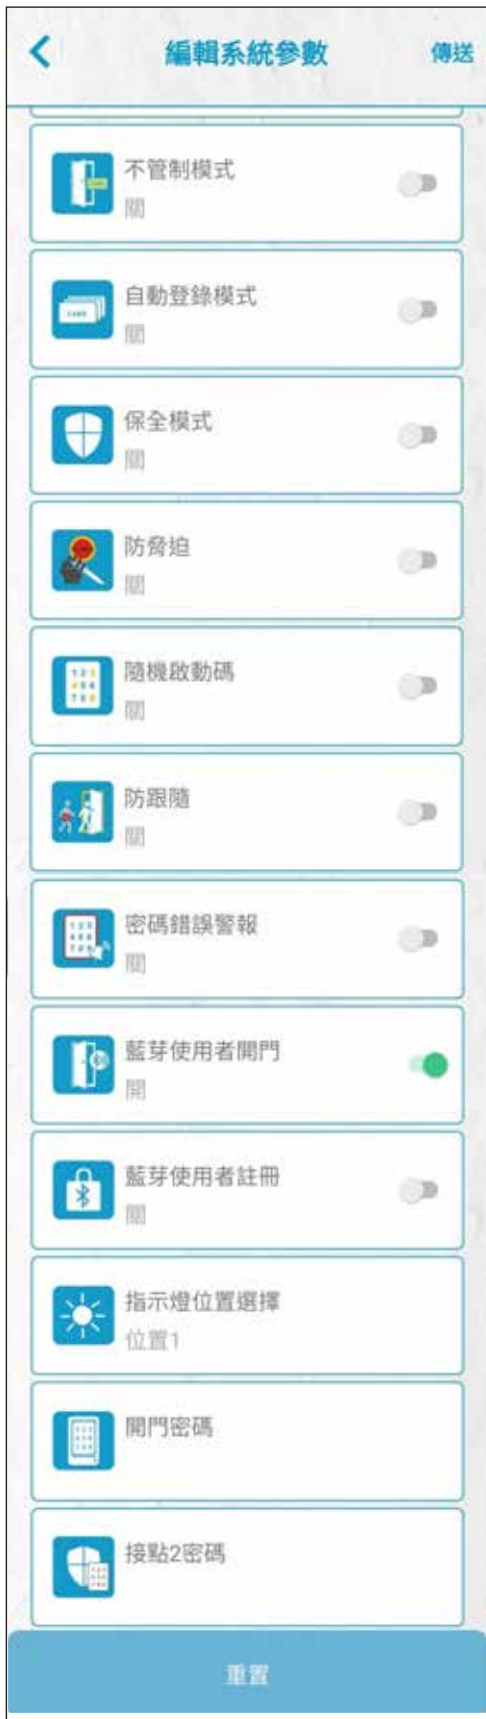 編輯系統參數
傳送
不管制模式
關
自動登錄模式
關
保全模式
關
防脅迫
關
隨機啟動碼
關
防跟隨
關
密碼錯誤警報
關
藍芽使用者開門
開
藍芽使用者註冊
關
指示燈位置選擇
位置1
開門密碼
接點2密碼
重置